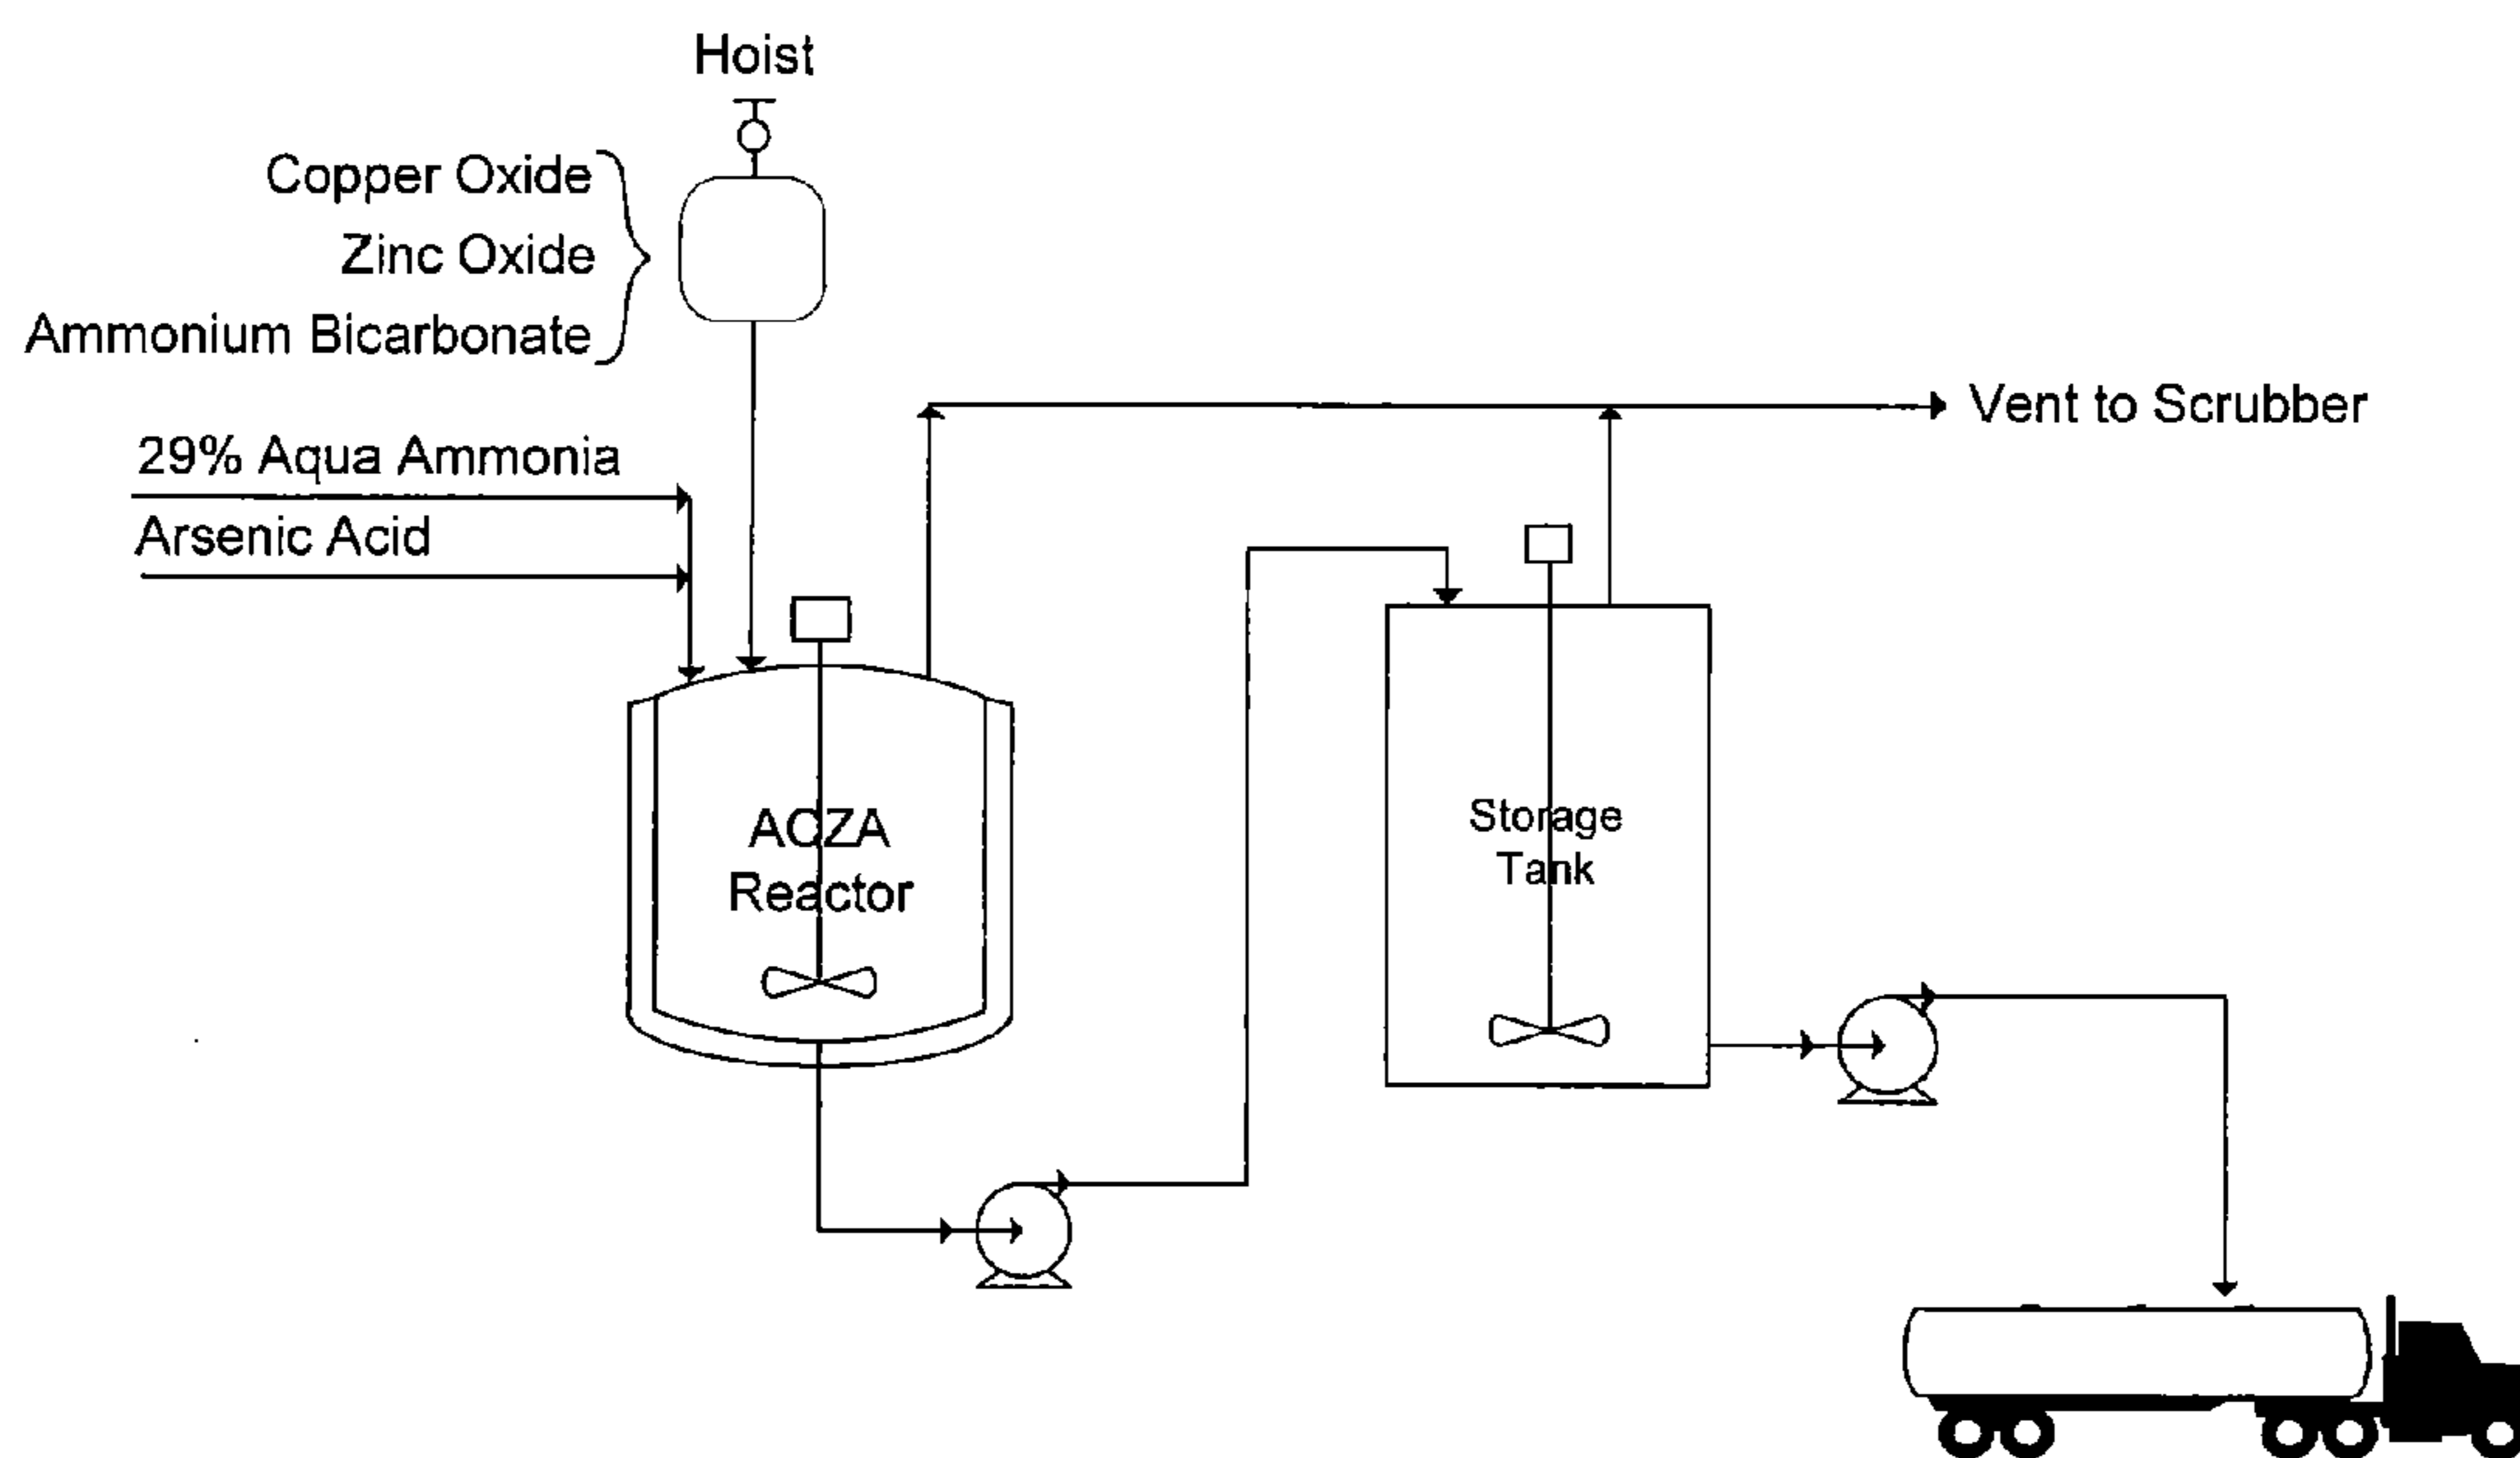 Hoist
Copper Oxide
Zinc Oxide
Ammonium Bicarbonate
29% Aqua Ammonia
Arsenic Acid
Vent to Scrubber
ACZA
Reactor
Storage
Tank